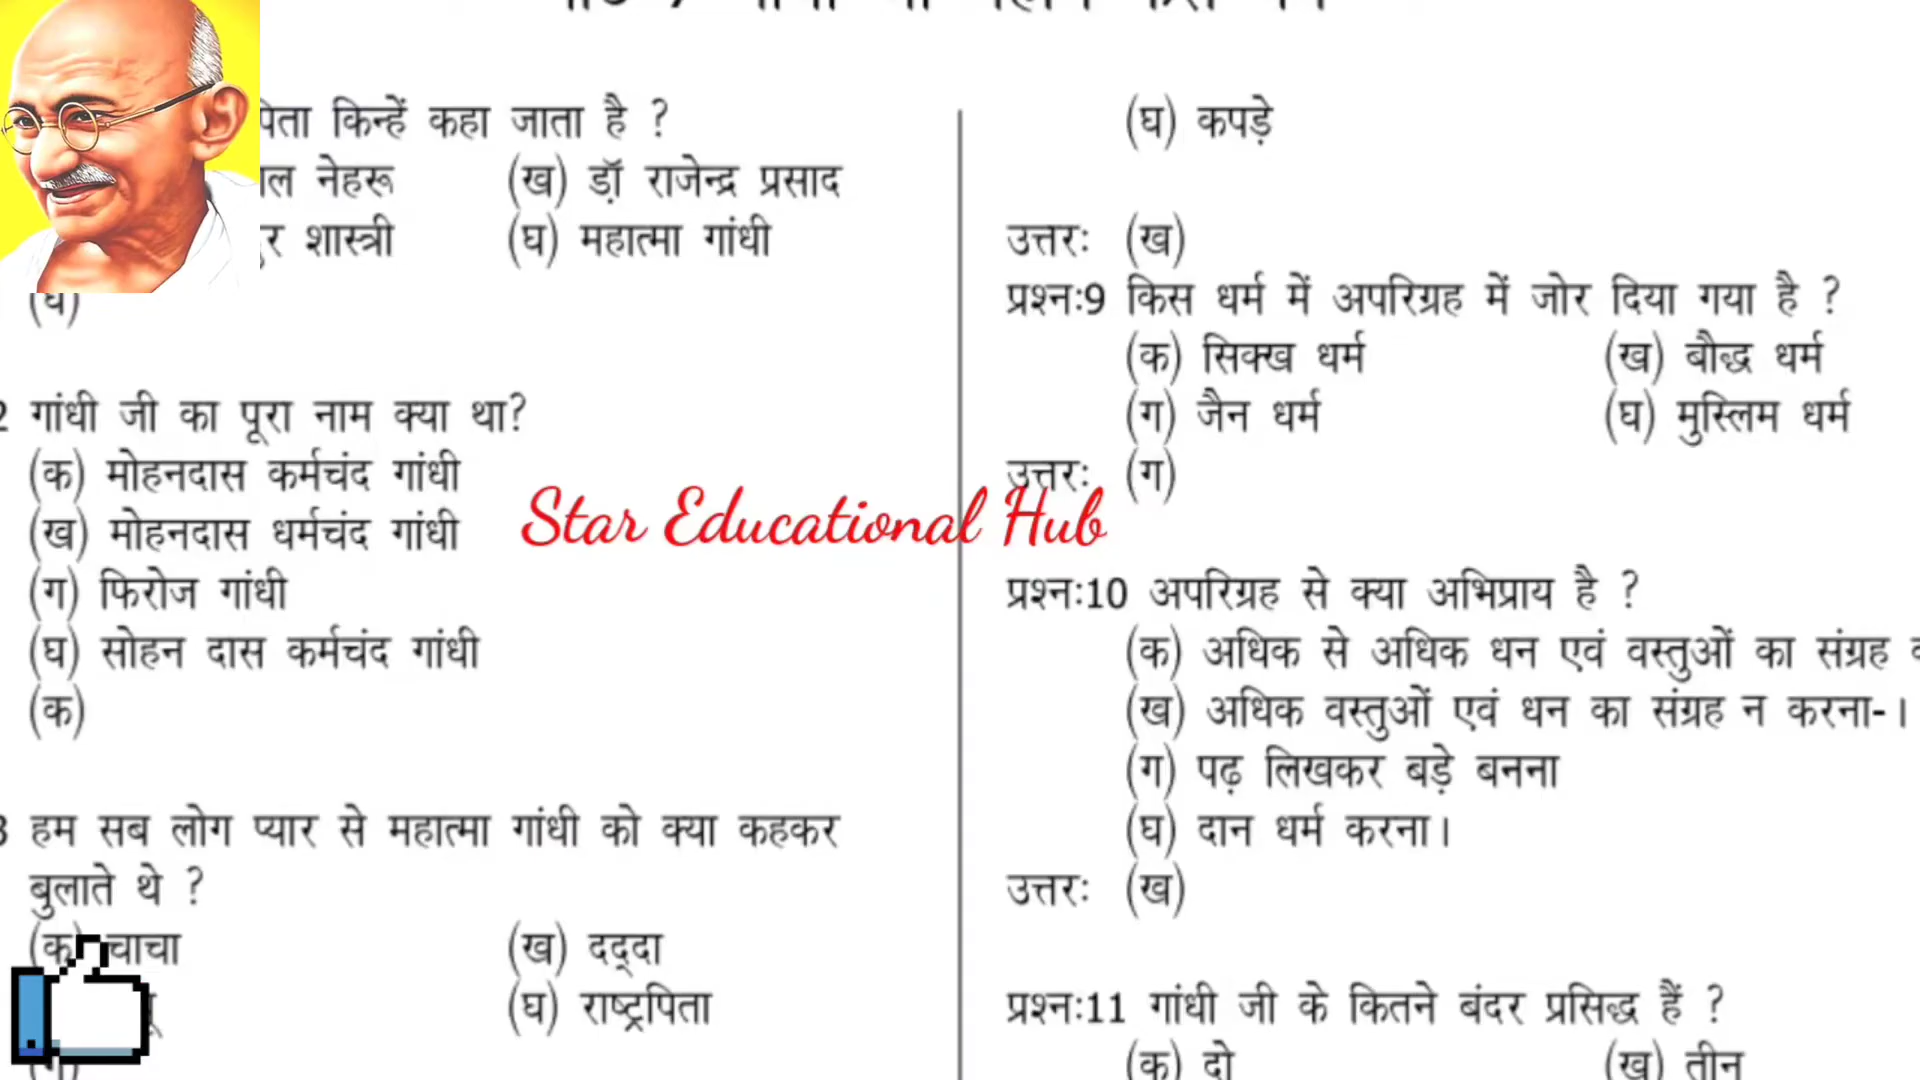 पिता किन्हें कहा जाता है ?
ल नेहरू (ख) डॉ़ राजेन्द्र प्रसाद
र शास्त्री (घ) महात्मा गांधी
(घ)
2 गांधी जी का पूरा नाम क्या था?
(क) मोहनदास कर्मचंद गांधी
(ख) मोहनदास धर्मचंद गांधी
(ग) फिरोज गांधी
(घ) सोहन दास कर्मचंद गांधी
(क)
3 हम सब लोग प्यार से महात्मा गांधी को क्या कहकर
बुलाते थे ?
(क) चाचा (ख) दद्दा
(घ) राष्ट्रपिता
(घ) कपड़े
उत्तरः (ख)
प्रश्नः9 किस धर्म में अपरिग्रह में जोर दिया गया है ?
(क) सिक्ख धर्म (ख) बौद्ध धर्म
(ग) जैन धर्म (घ) मुस्लिम धर्म
उत्तरः (ग)
प्रश्नः10 अपरिग्रह से क्या अभिप्राय है ?
(क) अधिक से अधिक धन एवं वस्तुओं का संग्रह
(ख) अधिक वस्तुओं एवं धन का संग्रह न करना-।
(ग) पढ़ लिखकर बड़े बनना
(घ) दान धर्म करना।
उत्तरः (ख)
प्रश्नः11 गांधी जी के कितने बंदर प्रसिद्ध हैं ?
(क) दो (ख) तीन
Star Educational Hub